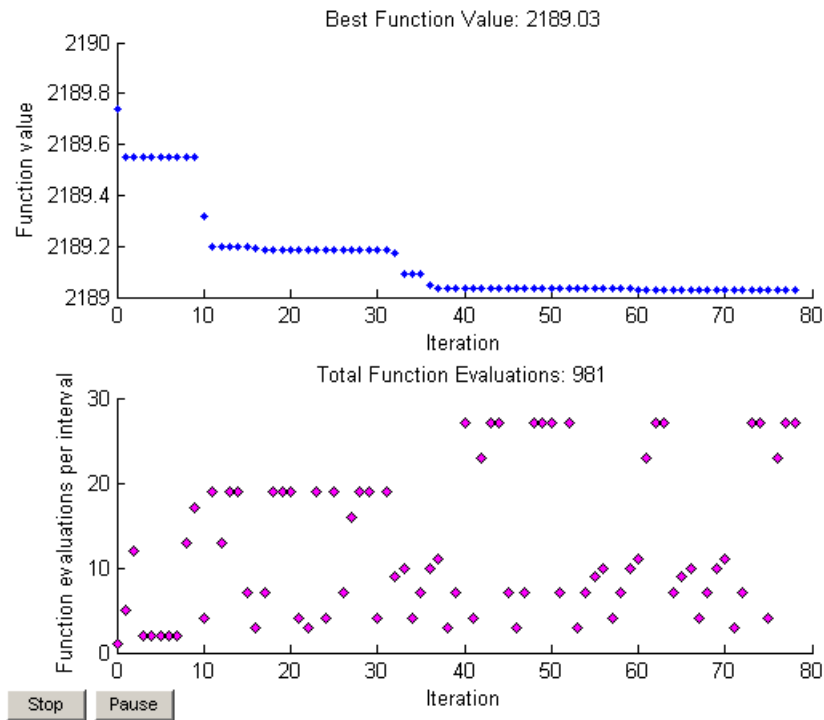 Best Function Value: 2189.03
2190
2189.8
2189.6
2189.4
2189.2
2189
Function value
0 10 20 30 40 50 60 70 80
Iteration
Total Function Evaluations: 981
30
20
10
0
Function evaluations per interval
0 10 20 30 40 50 60 70 80
Iteration
Stop Pause